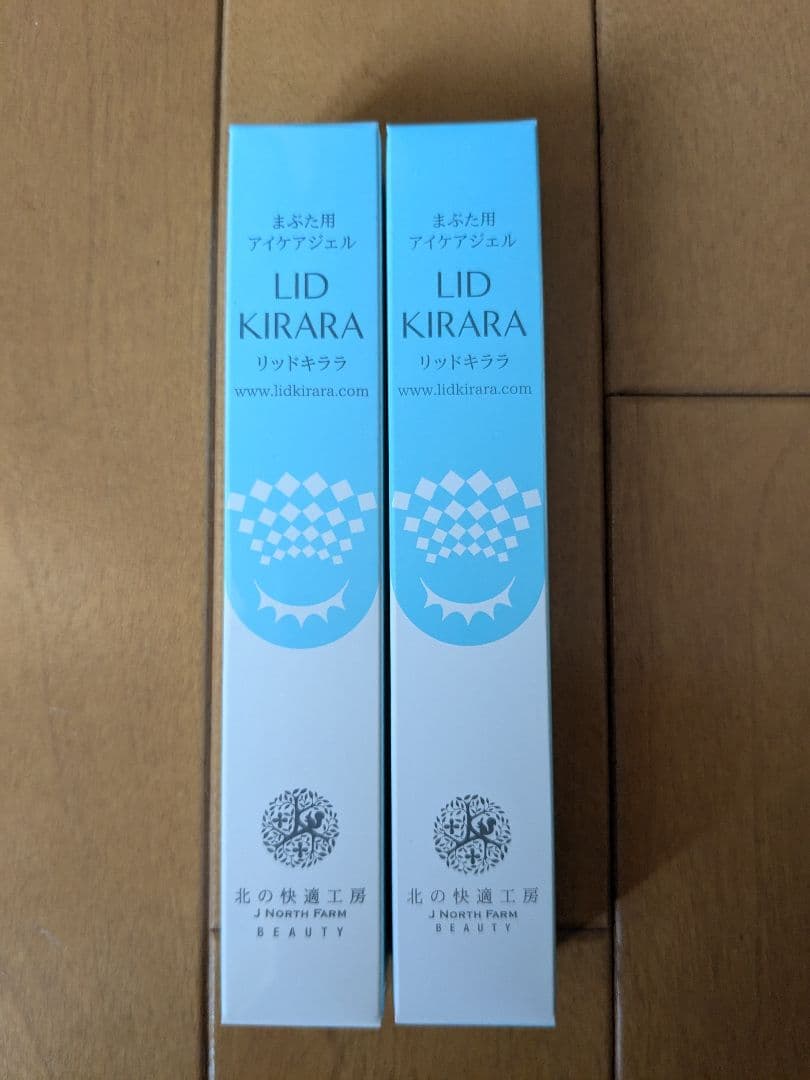 まぶた用
アイケアジェル
LID
KIRARA
リッドキララ
www.lidkirara.com
北の快適工房
J NORTH FARM
BEAUTY
まぶた用
アイケアジェル
LID
KIRARA
リッドキララ
www.lidkirara.com
北の快適工房
J NORTH FARM
BEAUTY